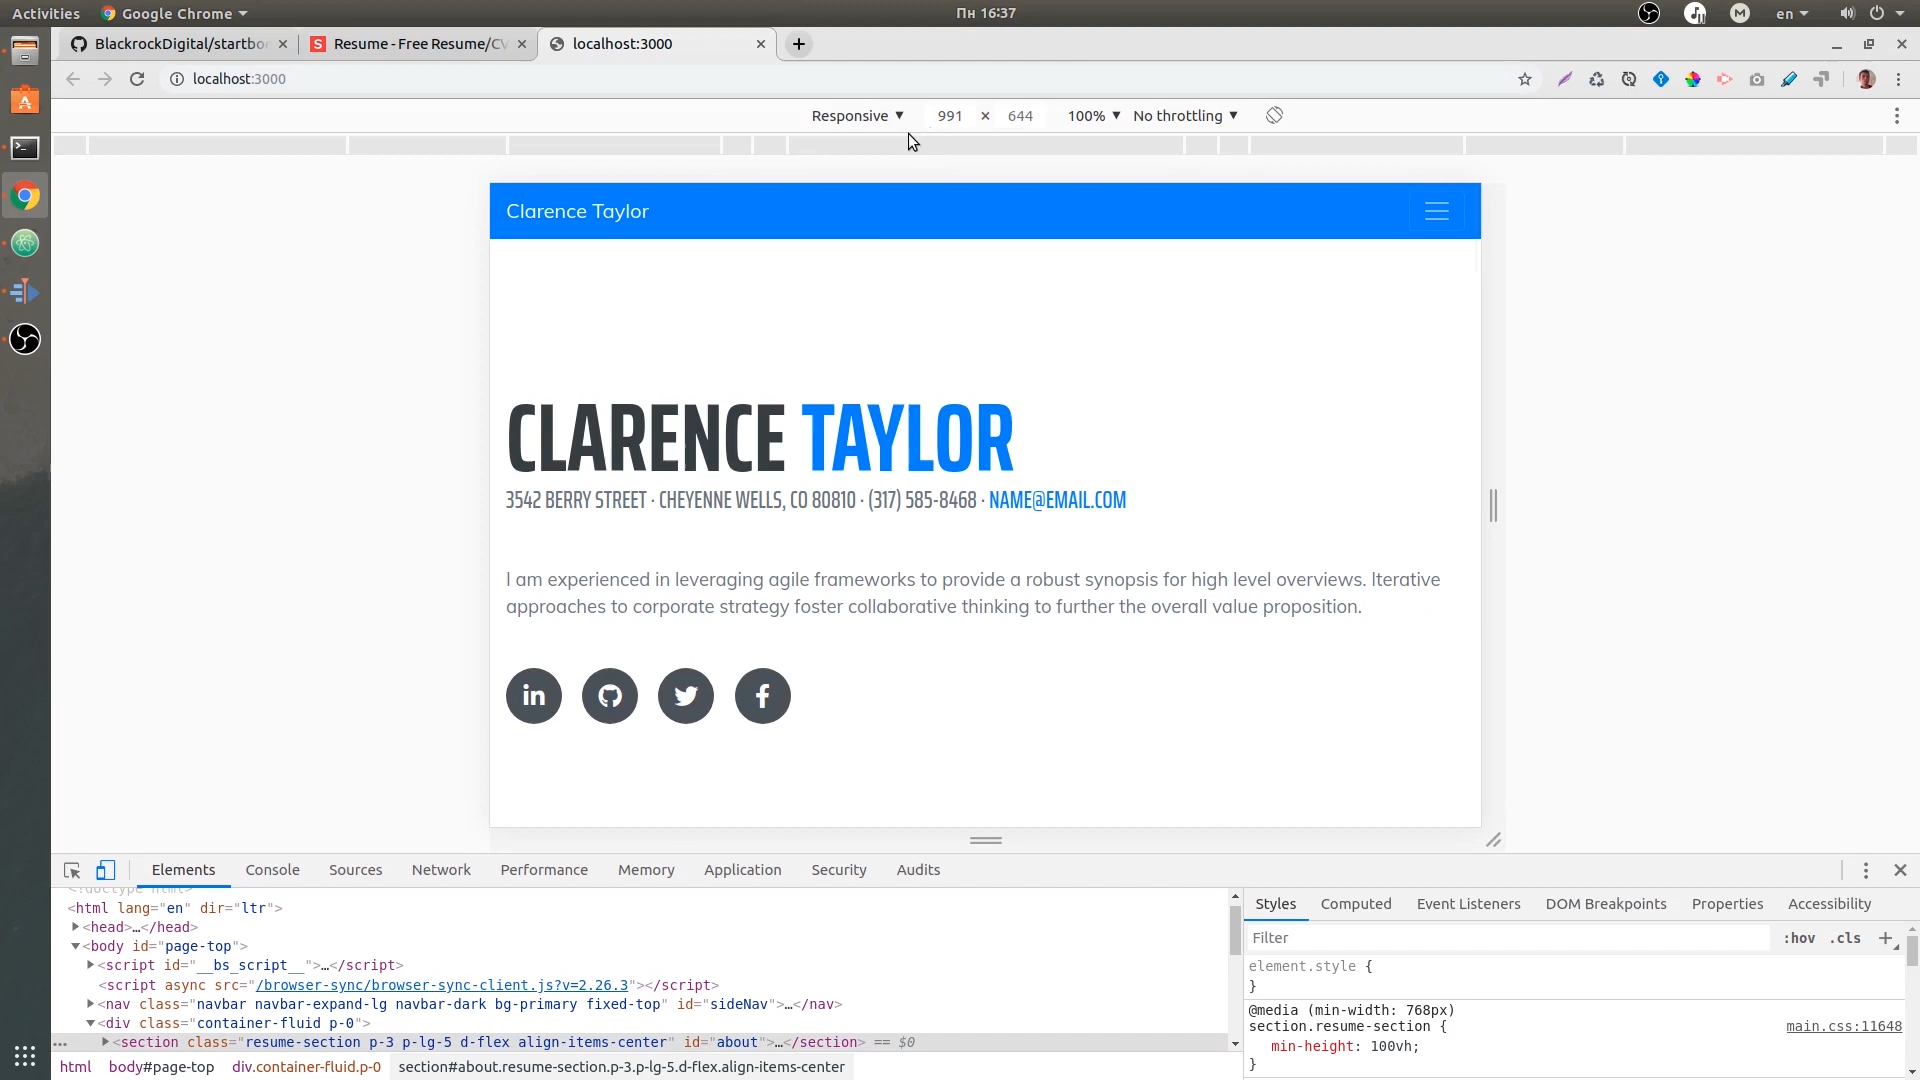 Activities Google Chrome ▾ Пн 16:37 en ▾
BlackrockDigital/startbo × Resume - Free Resume/CV × localhost:3000 × +
localhost:3000
Responsive ▼ 991 × 644 100% ▼ No throttling ▼
Clarence Taylor
CLARENCE TAYLOR
3542 BERRY STREET · CHEYENNE WELLS, CO 80810 · (317) 585-8468 · NAME@EMAIL.COM
I am experienced in leveraging agile frameworks to provide a robust synopsis for high level overviews. Iterative
approaches to corporate strategy foster collaborative thinking to further the overall value proposition.
Elements Console Sources Network Performance Memory Application Security Audits
<!doctype html>
<html lang="en" dir="ltr">
▶<head>…</head>
▼<body id="page-top">
▶<script id="__bs_script__">…</script>
<script async src="/browser-sync/browser-sync-client.js?v=2.26.3"></script>
▶<nav class="navbar navbar-expand-lg navbar-dark bg-primary fixed-top" id="sideNav">…</nav>
▼<div class="container-fluid p-0">
… ▶<section class="resume-section p-3 p-lg-5 d-flex align-items-center" id="about">…</section> == $0
html body#page-top div.container-fluid.p-0 section#about.resume-section.p-3.p-lg-5.d-flex.align-items-center
Styles Computed Event Listeners DOM Breakpoints Properties Accessibility
Filter :hov .cls +
element.style {
}
@media (min-width: 768px)
section.resume-section { main.css:11648
min-height: 100vh;
}